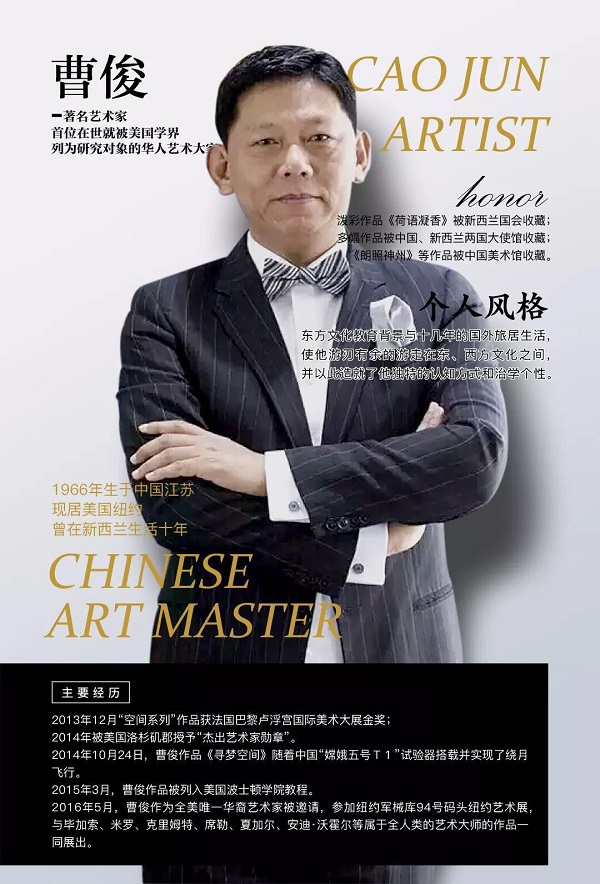 曹俊
━著名艺术家
首位在世就被美国学界
列为研究对象的华人艺术大家
CAO JUN
ARTIST
honor
泼彩作品《荷语凝香》被新西兰国会收藏；
多幅作品被中国、新西兰两国大使馆收藏；
《朗照神州》等作品被中国美术馆收藏。
个人风格
东方文化教育背景与十几年的国外旅居生活，
使他游刃有余的游走在东、西方文化之间，
并以此造就了他独特的认知方式和治学个性。
1966年生于中国江苏
现居美国纽约
曾在新西兰生活十年
CHINESE
ART MASTER
主要经历
2013年12月“空间系列”作品获法国巴黎卢浮宫国际美术大展金奖；
2014年被美国洛杉矶郡授予“杰出艺术家勋章”。
2014年10月24日，曹俊作品《寻梦空间》随着中国“嫦娥五号T1”试验器搭载并实现了绕月
飞行。
2015年3月，曹俊作品被列入美国波士顿学院教程。
2016年5月，曹俊作为全美唯一华裔艺术家被邀请，参加纽约军械库94号码头纽约艺术展，
与毕加索、米罗、克里姆特、席勒、夏加尔、安迪·沃霍尔等属于全人类的艺术大师的作品一
同展出。